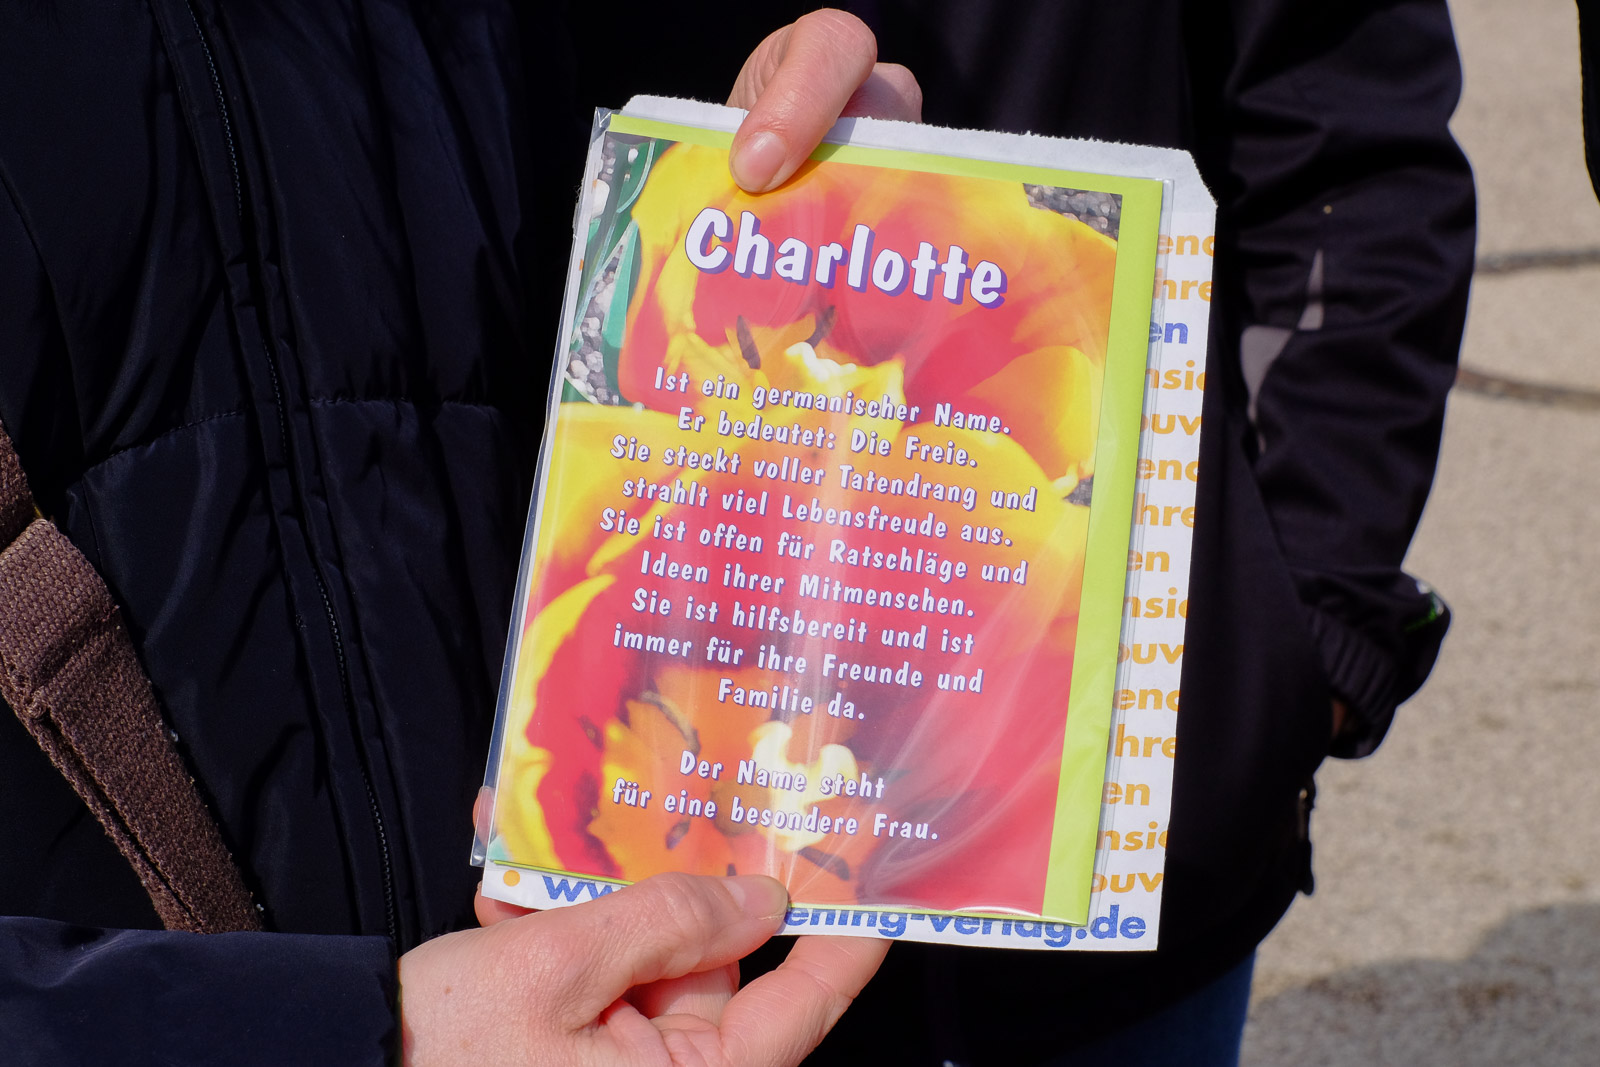 Charlotte
Ist ein germanischer Name.
Er bedeutet: Die Freie.
Sie steckt voller Tatendrang und
strahlt viel Lebensfreude aus.
Sie ist offen für Ratschläge und
Ideen ihrer Mitmenschen.
Sie ist hilfsbereit und ist
immer für ihre Freunde und
Familie da.
Der Name steht
für eine besondere Frau.